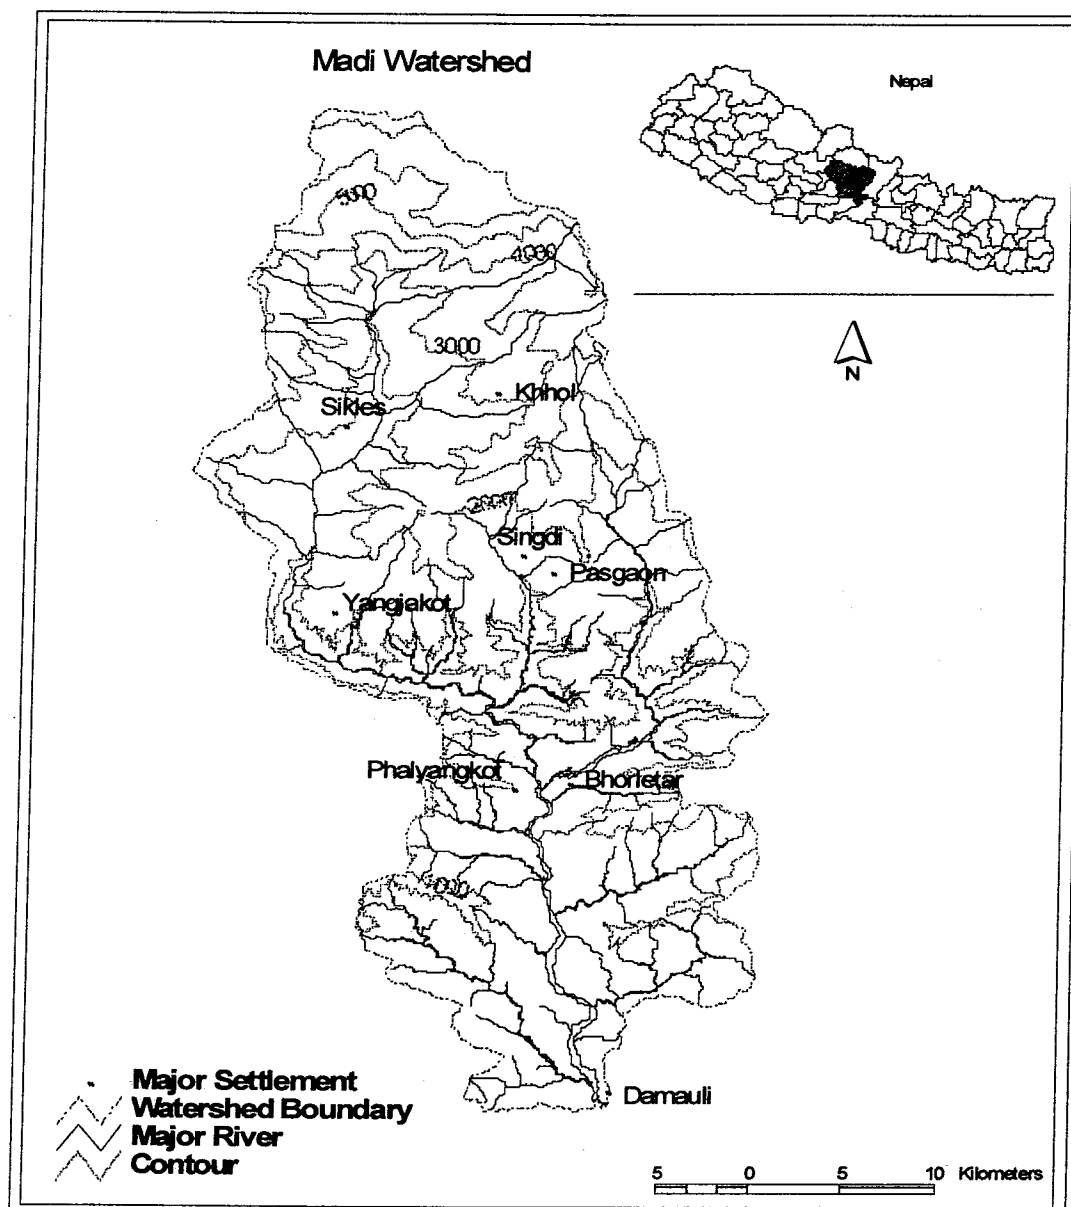 Madi Watershed
Nepal
5000
4000
3000
Khhol
Sikles
2000
Singdi
Pasgaon
Yangjakot
Phalyangkot
Bhorletar
N
Damauli
Major Settlement
Watershed Boundary
Major River
Contour
5 0 5 10 Kilometers